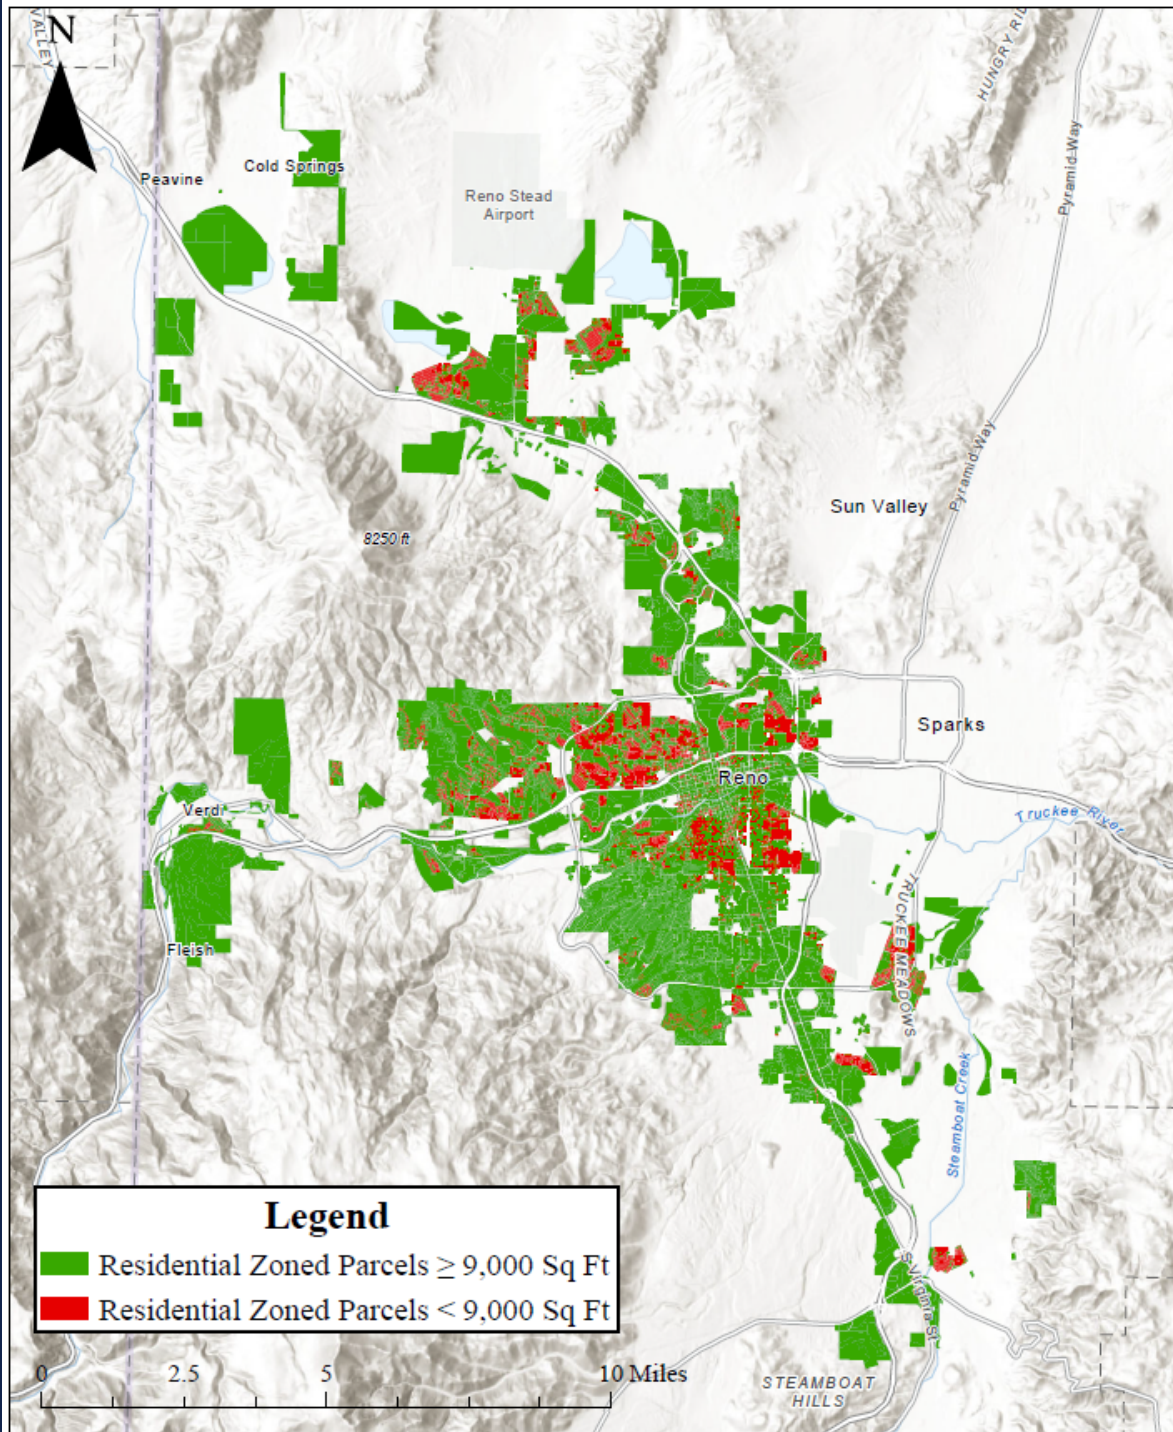 VALLEY
N
HUNGRY RID
Cold Springs
Peavine
Pyramid Way
Reno Stead
Airport
Pyramid Way
Sun Valley
8250 ft
Sparks
Reno
Verdi
Truckee River
TRUCKEE MEADOWS
Fleish
Steamboat Creek
Legend
Residential Zoned Parcels ≥ 9,000 Sq Ft
Residential Zoned Parcels < 9,000 Sq Ft
S Virginia St
0 2.5 5 10 Miles
STEAMBOAT
HILLS